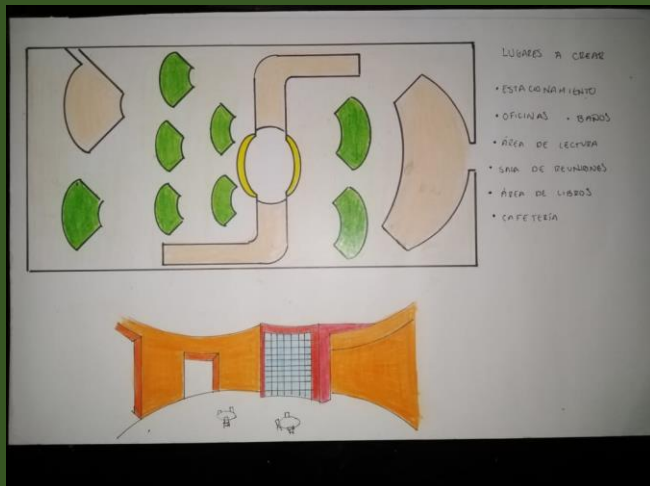 LUGARES A CREAR
• ESTACIONAMIENTO
• OFICINAS • BAÑOS
• ÁREA DE LECTURA
• SALA DE REUNIONES
• ÁREA DE LIBROS
• CAFETERÍA